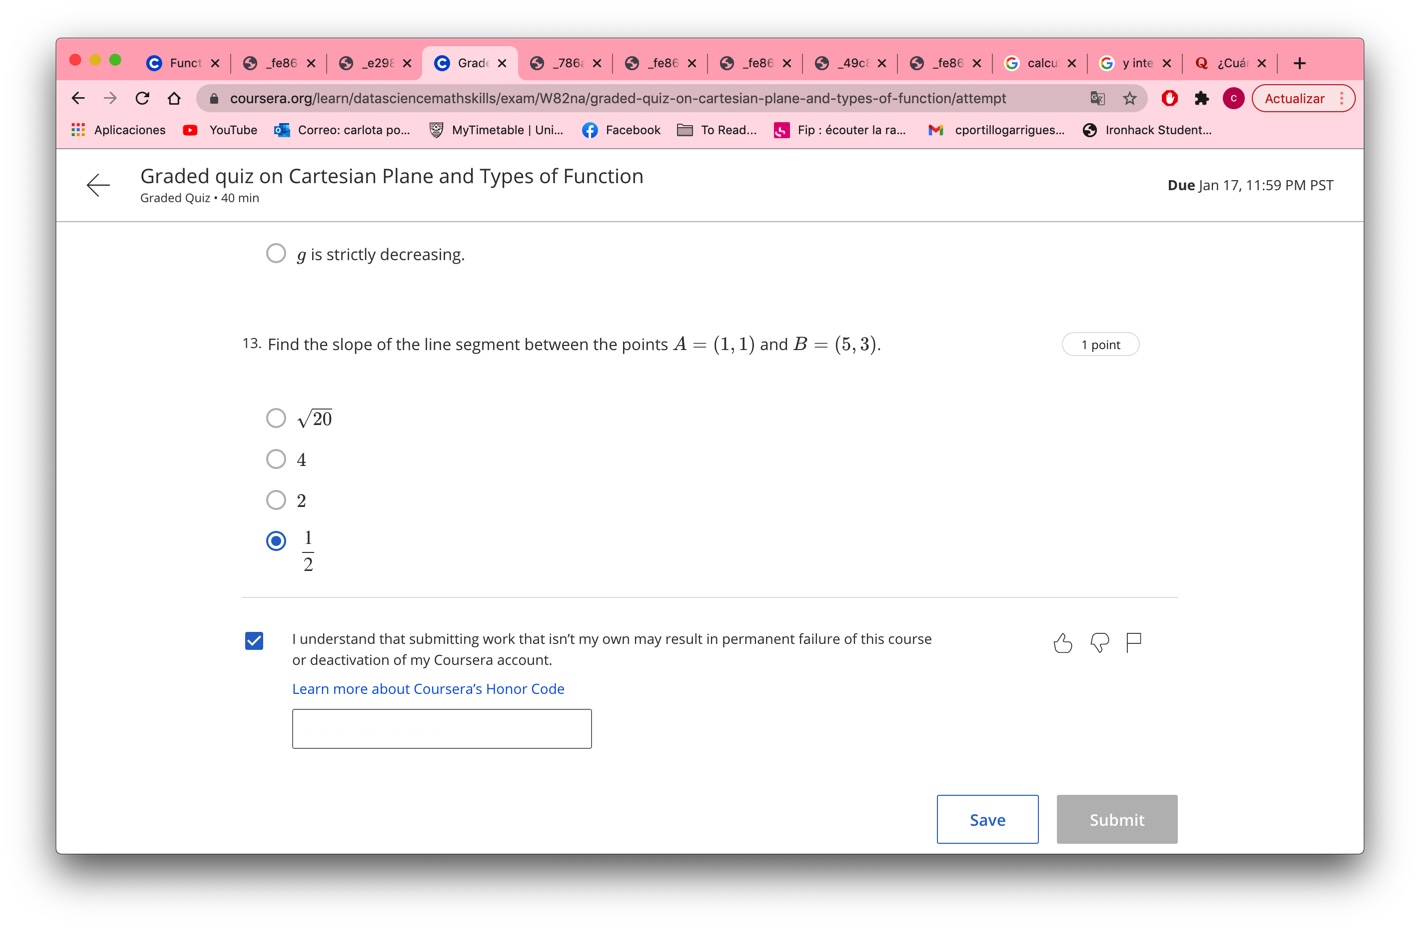 Funct
_fe86
_e298
Grade
_786a
_fe86
_fe86
_49c
_fe86
calcu
y inte
¿Cuá
coursera.org/learn/datasciencemathskills/exam/W82na/graded-quiz-on-cartesian-plane-and-types-of-function/attempt
C
Actualizar
Aplicaciones
YouTube
Correo: carlota po...
MyTimetable | Uni...
Facebook
To Read...
Fip : écouter la ra...
cportillogarrigues...
Ironhack Student...
Graded quiz on Cartesian Plane and Types of Function
Graded Quiz • 40 min
Due Jan 17, 11:59 PM PST
g is strictly decreasing.
13. Find the slope of the line segment between the points A = (1, 1) and B = (5, 3).
1 point
√20
4
2
1
2
I understand that submitting work that isn't my own may result in permanent failure of this course
or deactivation of my Coursera account.
Learn more about Coursera's Honor Code
Save
Submit